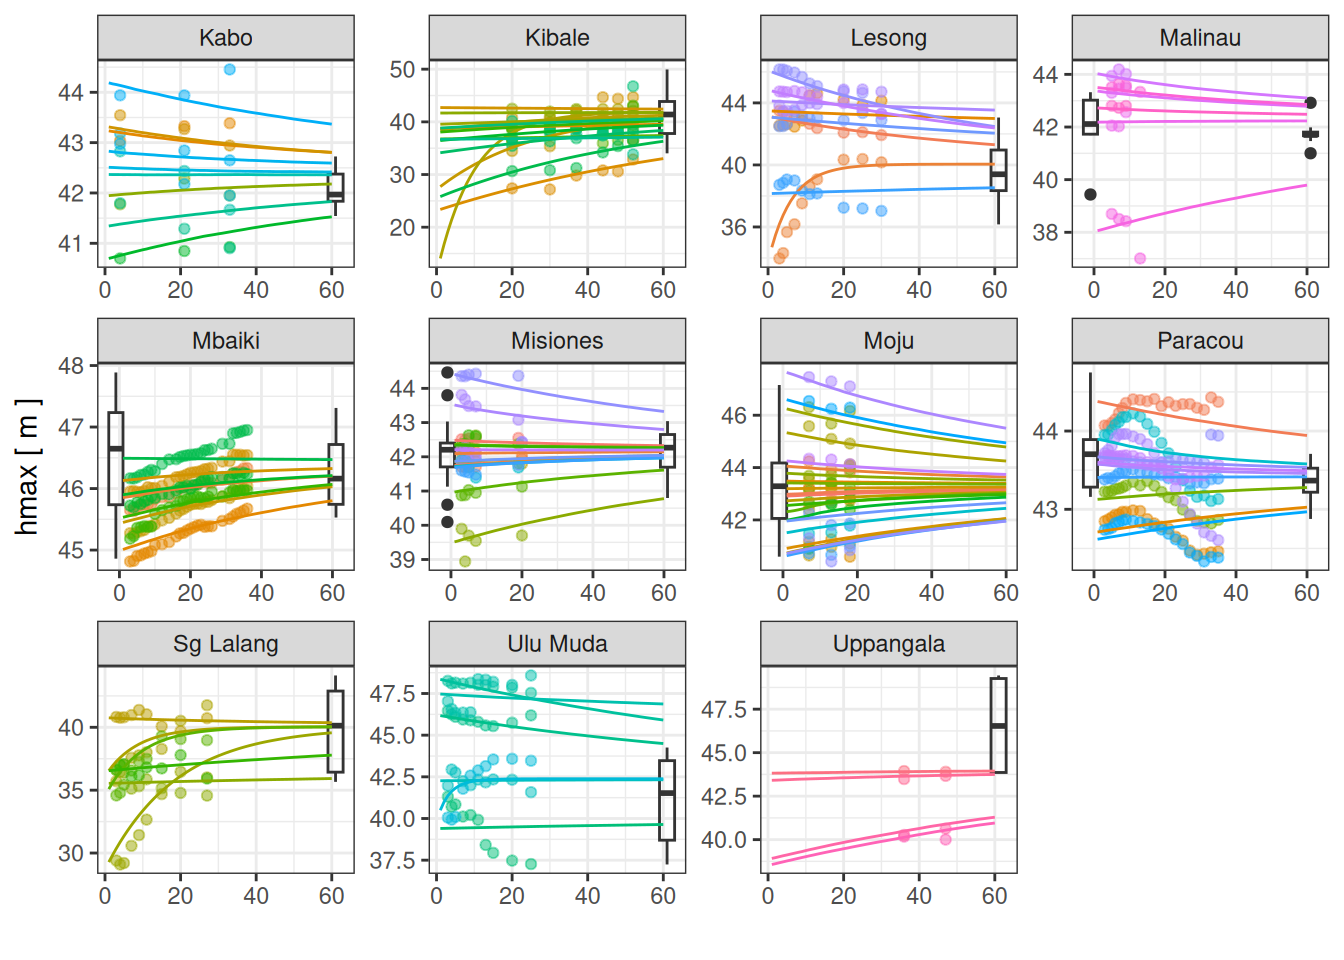 Kabo Kibale Lesong Malinau
44 43 42 41
50 40 30 20
44 40 36
44 42 40 38
0 20 40 60 0 20 40 60 0 20 40 60 0 20 40 60
Mbaiki Misiones Moju Paracou
hmax [ m ]
48 47 46 45
44 43 42 41 40 39
46 44 42
44 43
0 20 40 60 0 20 40 60 0 20 40 60 0 20 40 60
Sg Lalang Ulu Muda Uppangala
40 35 30
47.5 45.0 42.5 40.0 37.5
47.5 45.0 42.5 40.0
0 20 40 60 0 20 40 60 0 20 40 60